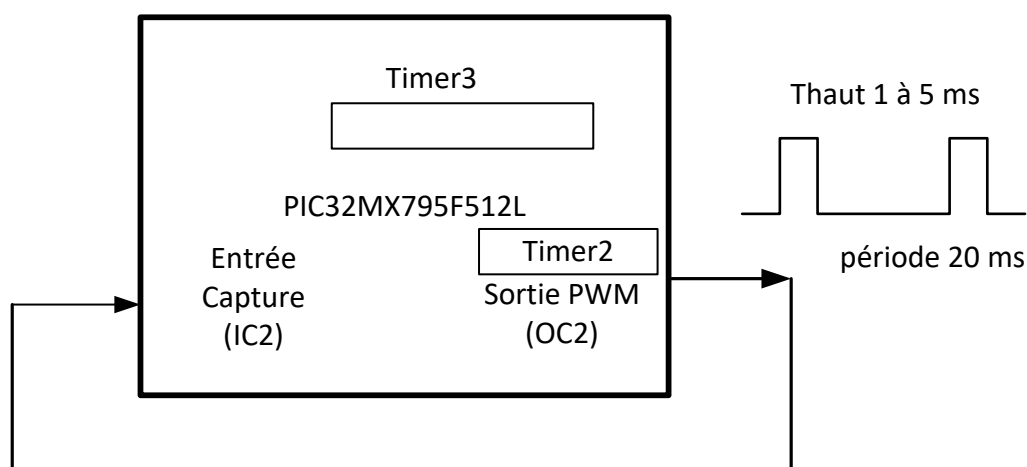 Timer3
Thaut 1 à 5 ms
PIC32MX795F512L
Entrée
Capture
(IC2)
Timer2
Sortie PWM
(OC2)
période 20 ms